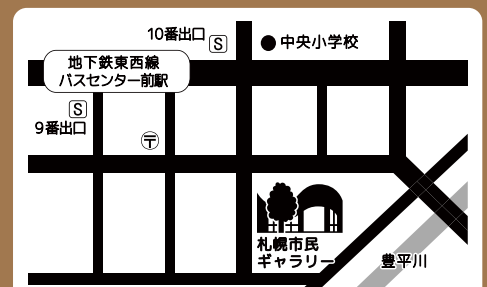 10番出口 S
中央小学校
地下鉄東西線
バスセンター前駅
S
9番出口
〒
札幌市民
ギャラリー
豊平川